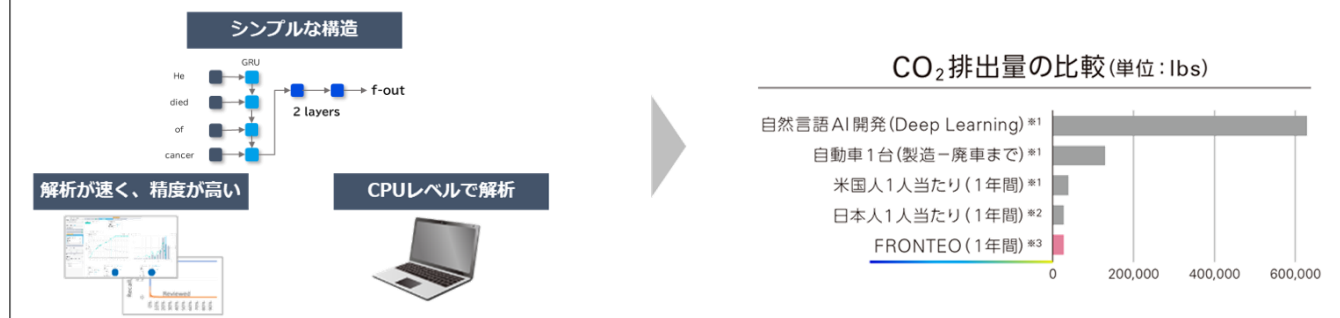 シンプルな構造
GRU
He
died
of
cancer
2 layers
f-out
解析が速く、精度が高い
CPUレベルで解析
Recall
Reviewed
CO₂排出量の比較(単位:lbs)
自然言語AI開発(Deep Learning)※1
自動車1台(製造−廃車まで)※1
米国人1人当たり(1年間)※1
日本人1人当たり(1年間)※2
FRONTEO(1年間)※3
0
200,000
400,000
600,000